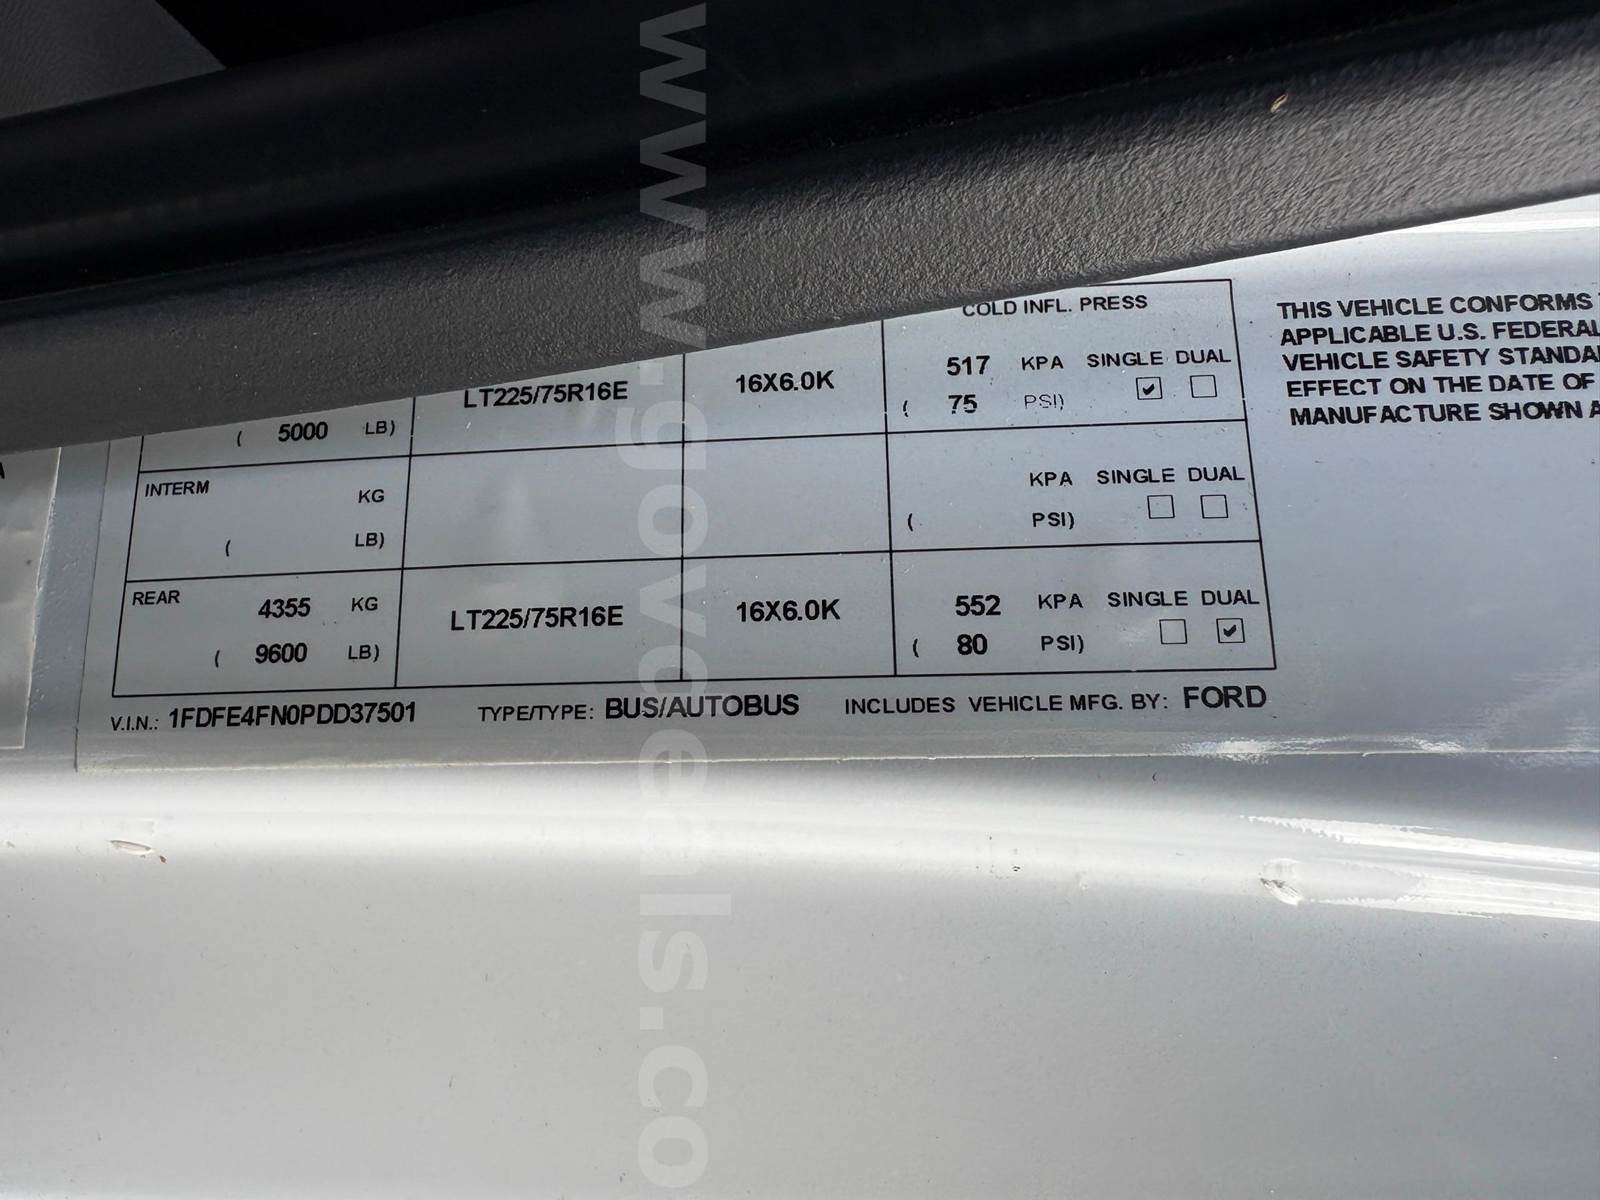 COLD INFL. PRESS
LT225/75R16E 16X6.0K 517 KPA SINGLE DUAL
( 5000 LB) ( 75 PSI) ✔
INTERM KG KPA SINGLE DUAL
( LB) ( PSI)
REAR 4355 KG LT225/75R16E 16X6.0K 552 KPA SINGLE DUAL
( 9600 LB) ( 80 PSI) ✔
V.I.N.: 1FDFE4FN0PDD37501 TYPE/TYPE: BUS/AUTOBUS INCLUDES VEHICLE MFG. BY: FORD
THIS VEHICLE CONFORMS
APPLICABLE U.S. FEDERAL
VEHICLE SAFETY STANDA
EFFECT ON THE DATE OF
MANUFACTURE SHOWN A
www.govdeals.co